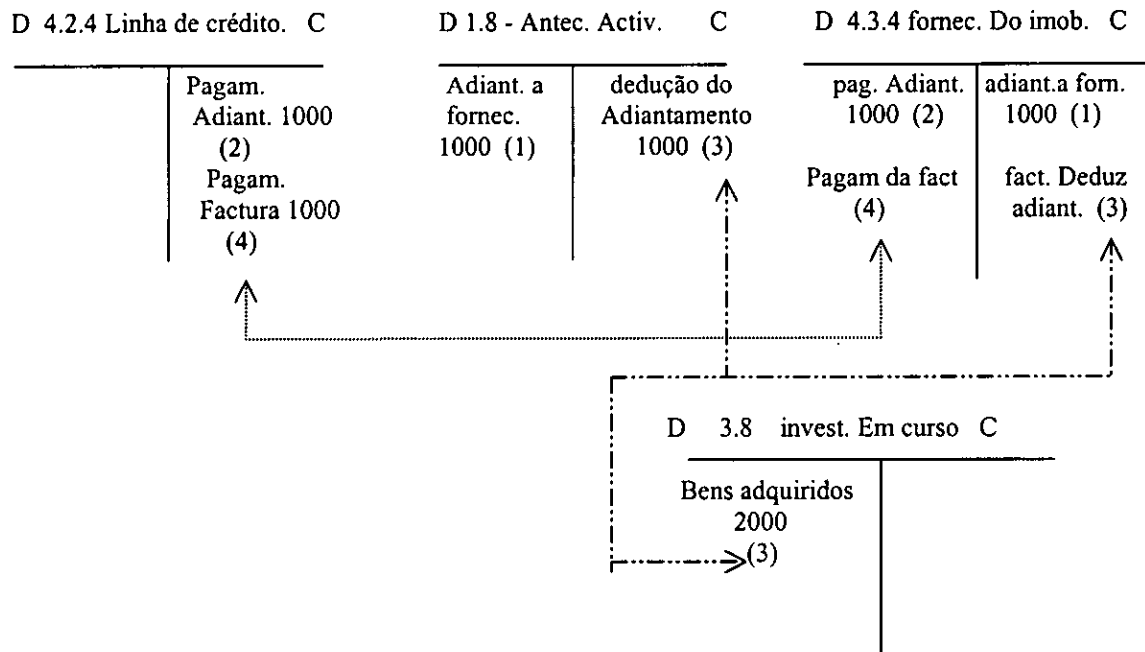 D 4.2.4 Linha de crédito. C
Pagam.
Adiant. 1000
(2)
Pagam.
Factura 1000
(4)
D 1.8 - Antec. Activ. C
Adiant. a
fornec.
1000 (1)
dedução do
Adiantamento
1000 (3)
D 4.3.4 fornec. Do imob. C
pag. Adiant.
1000 (2)
Pagam da fact
(4)
adiant.a forn.
1000 (1)
fact. Deduz
adiant. (3)
D 3.8 invest. Em curso C
Bens adquiridos
2000
(3)